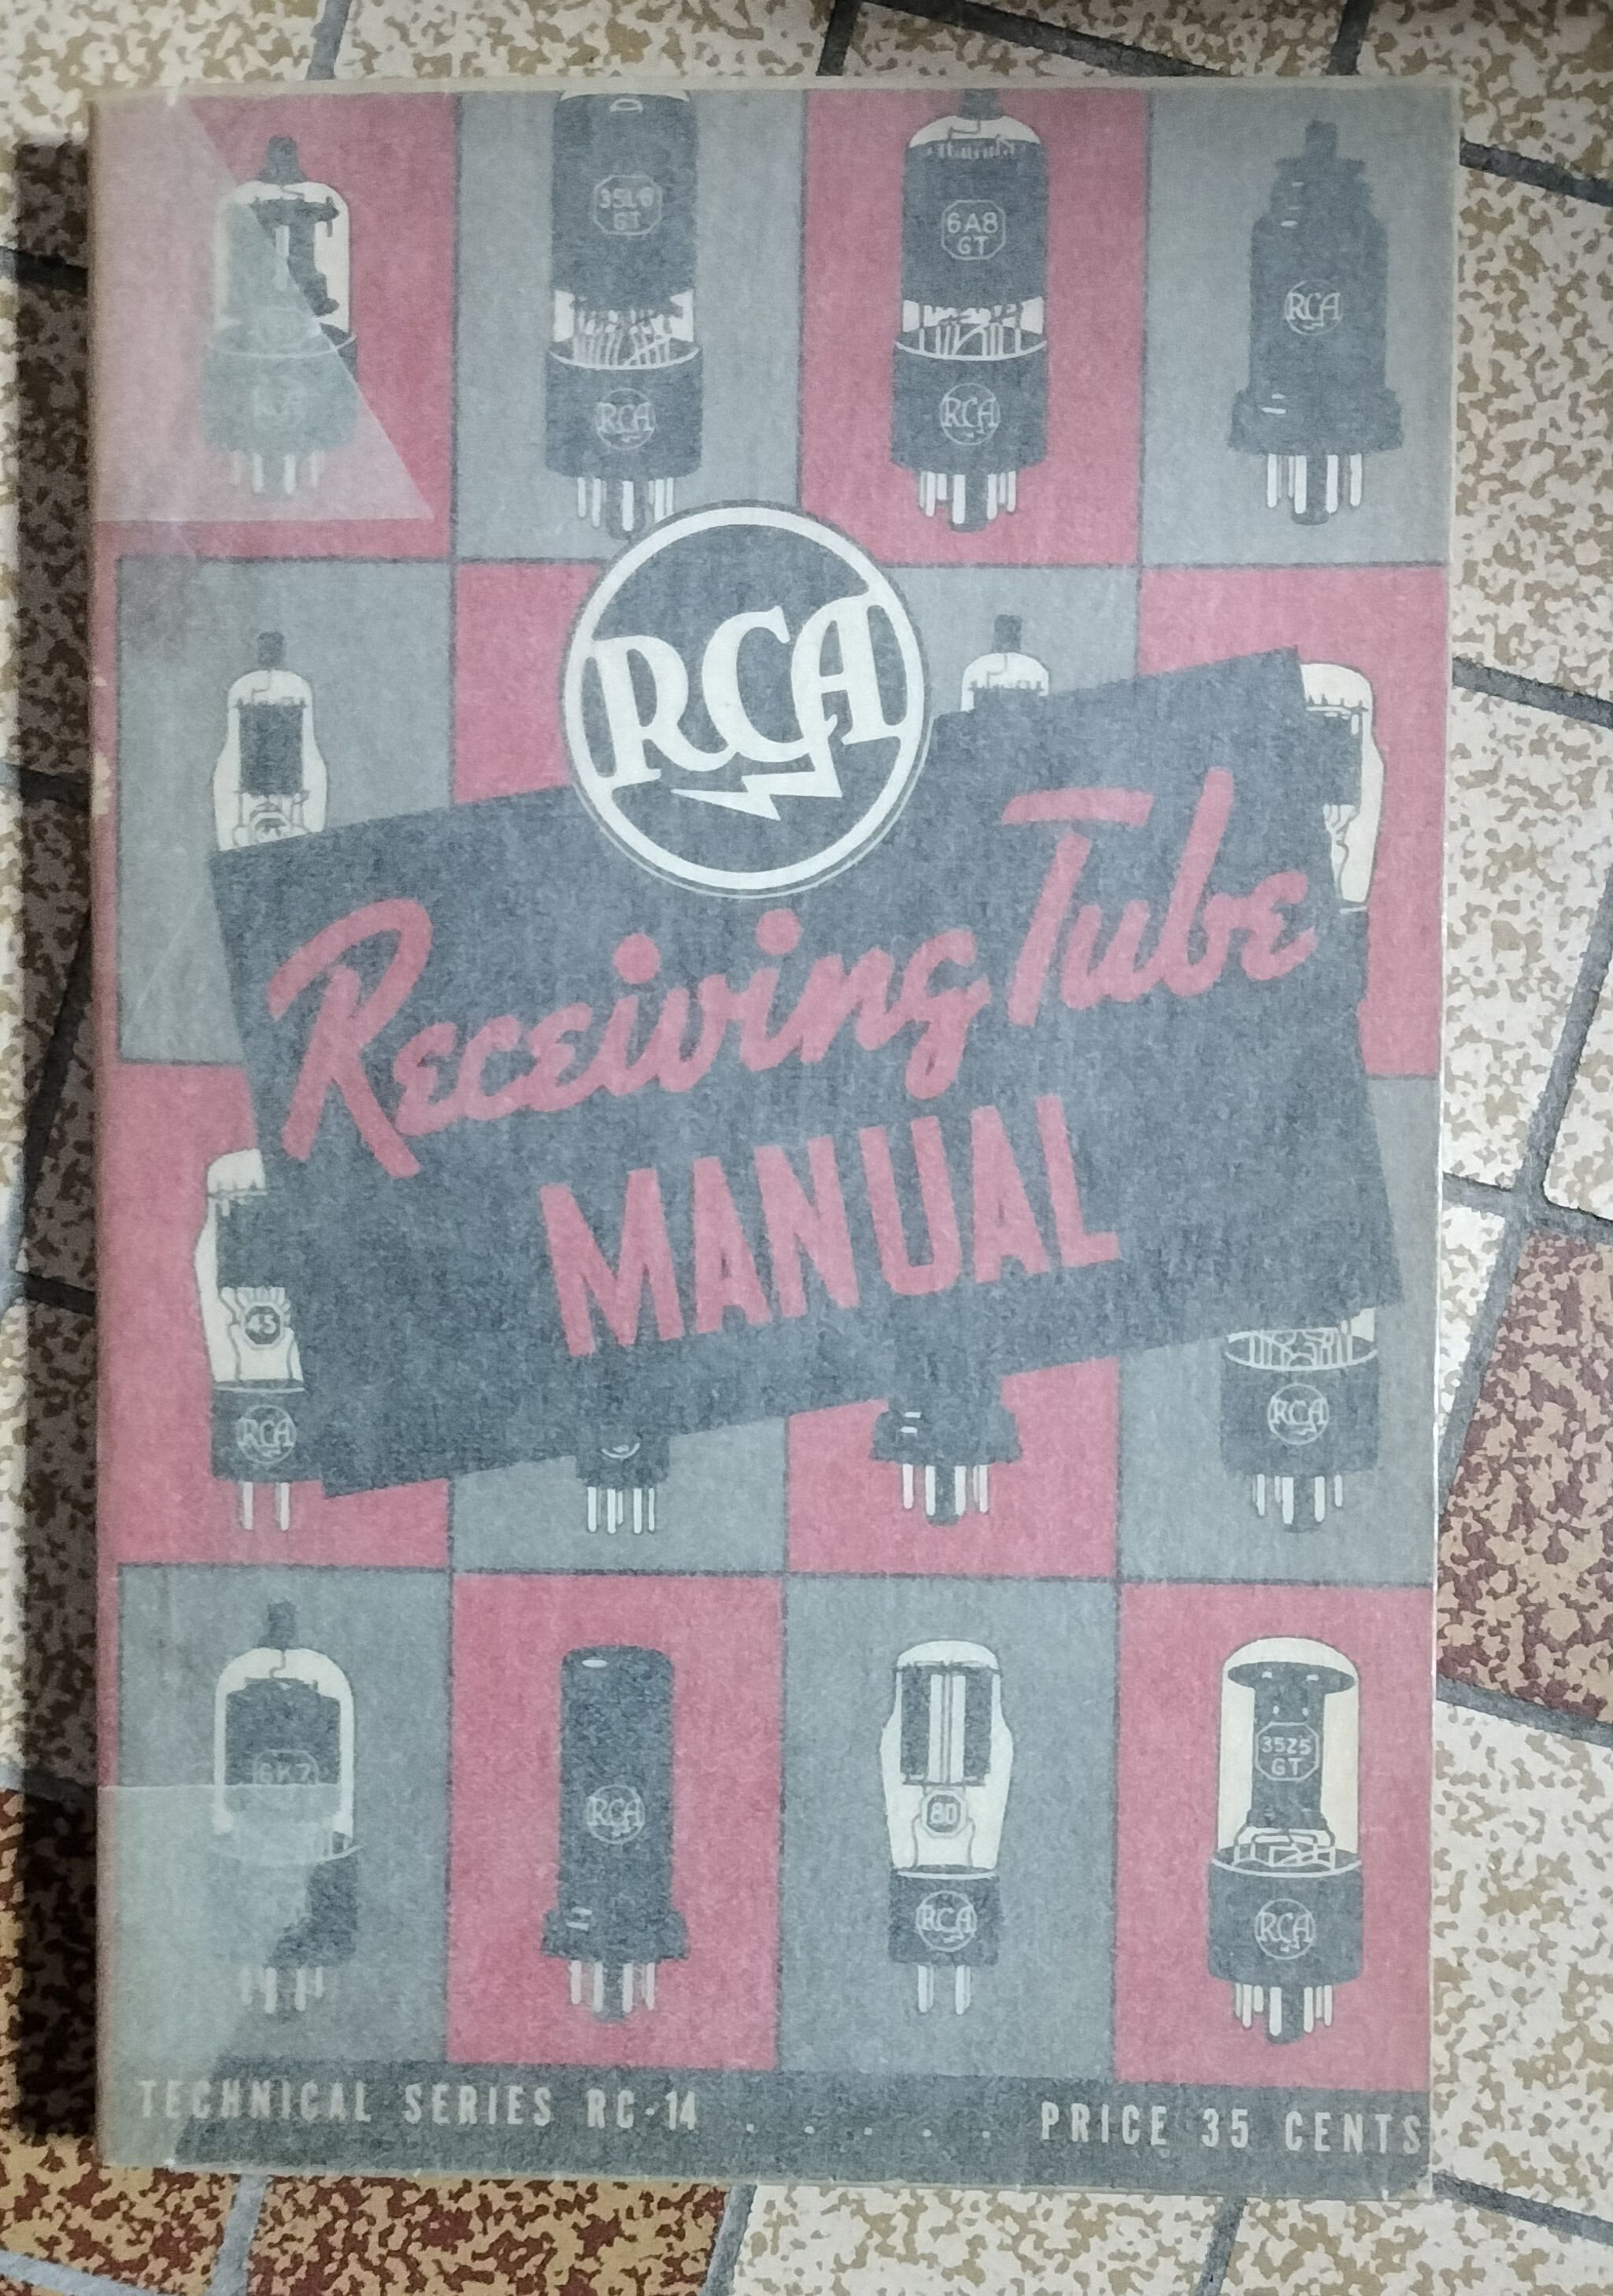 35L6
GT
6A8
GT
RCA
RCA
RCA
RCA
RCA
Receiving Tube
MANUAL
45
RCA
RCA
6K7
35Z5
GT
RCA
80
RCA
RCA
TECHNICAL SERIES RC-14 . . . . . PRICE 35 CENTS